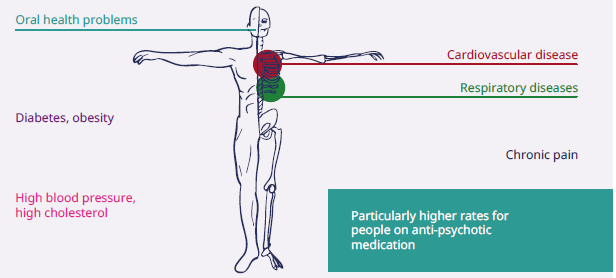 Oral health problems
Cardiovascular disease
Respiratory diseases
Diabetes, obesity
Chronic pain
High blood pressure,
high cholesterol
Particularly higher rates for
people on anti-psychotic
medication